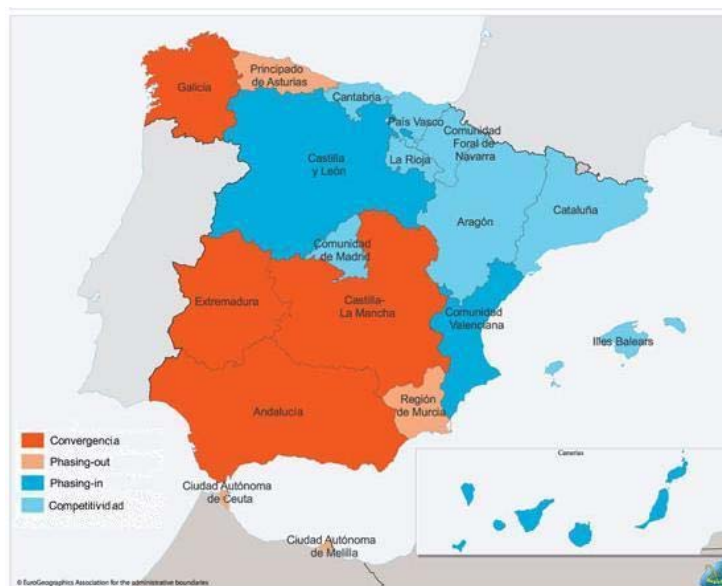 Galicia
Principado
de Asturias
Cantabria
País Vasco
Comunidad
Foral de
Navarra
La Rioja
Castilla
y León
Aragón
Cataluña
Comunidad
de Madrid
Extremadura
Castilla-
La Mancha
Comunidad
Valenciana
Illes Balears
Región
de Murcia
Andalucía
Convergencia
Phasing-out
Phasing-in
Competitividad
Ciudad Autónoma
de Ceuta
Ciudad Autónoma
de Melilla
Canarias
© EuroGeographics Association for the administrative boundaries